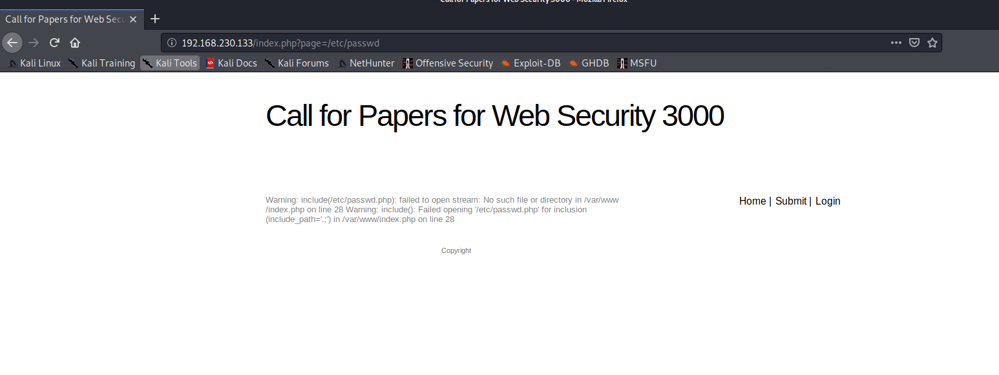 Call for Papers for Web Security 3000 - Mozilla Firefox
Call for Papers for Web Secu
192.168.230.133/index.php?page=/etc/passwd
Kali Linux Kali Training Kali Tools Kali Docs Kali Forums NetHunter Offensive Security Exploit-DB GHDB MSFU
Call for Papers for Web Security 3000
Warning: include(/etc/passwd.php): failed to open stream: No such file or directory in /var/www
/index.php on line 28 Warning: include(): Failed opening '/etc/passwd.php' for inclusion
(include_path='.:') in /var/www/index.php on line 28
Home | Submit | Login
Copyright